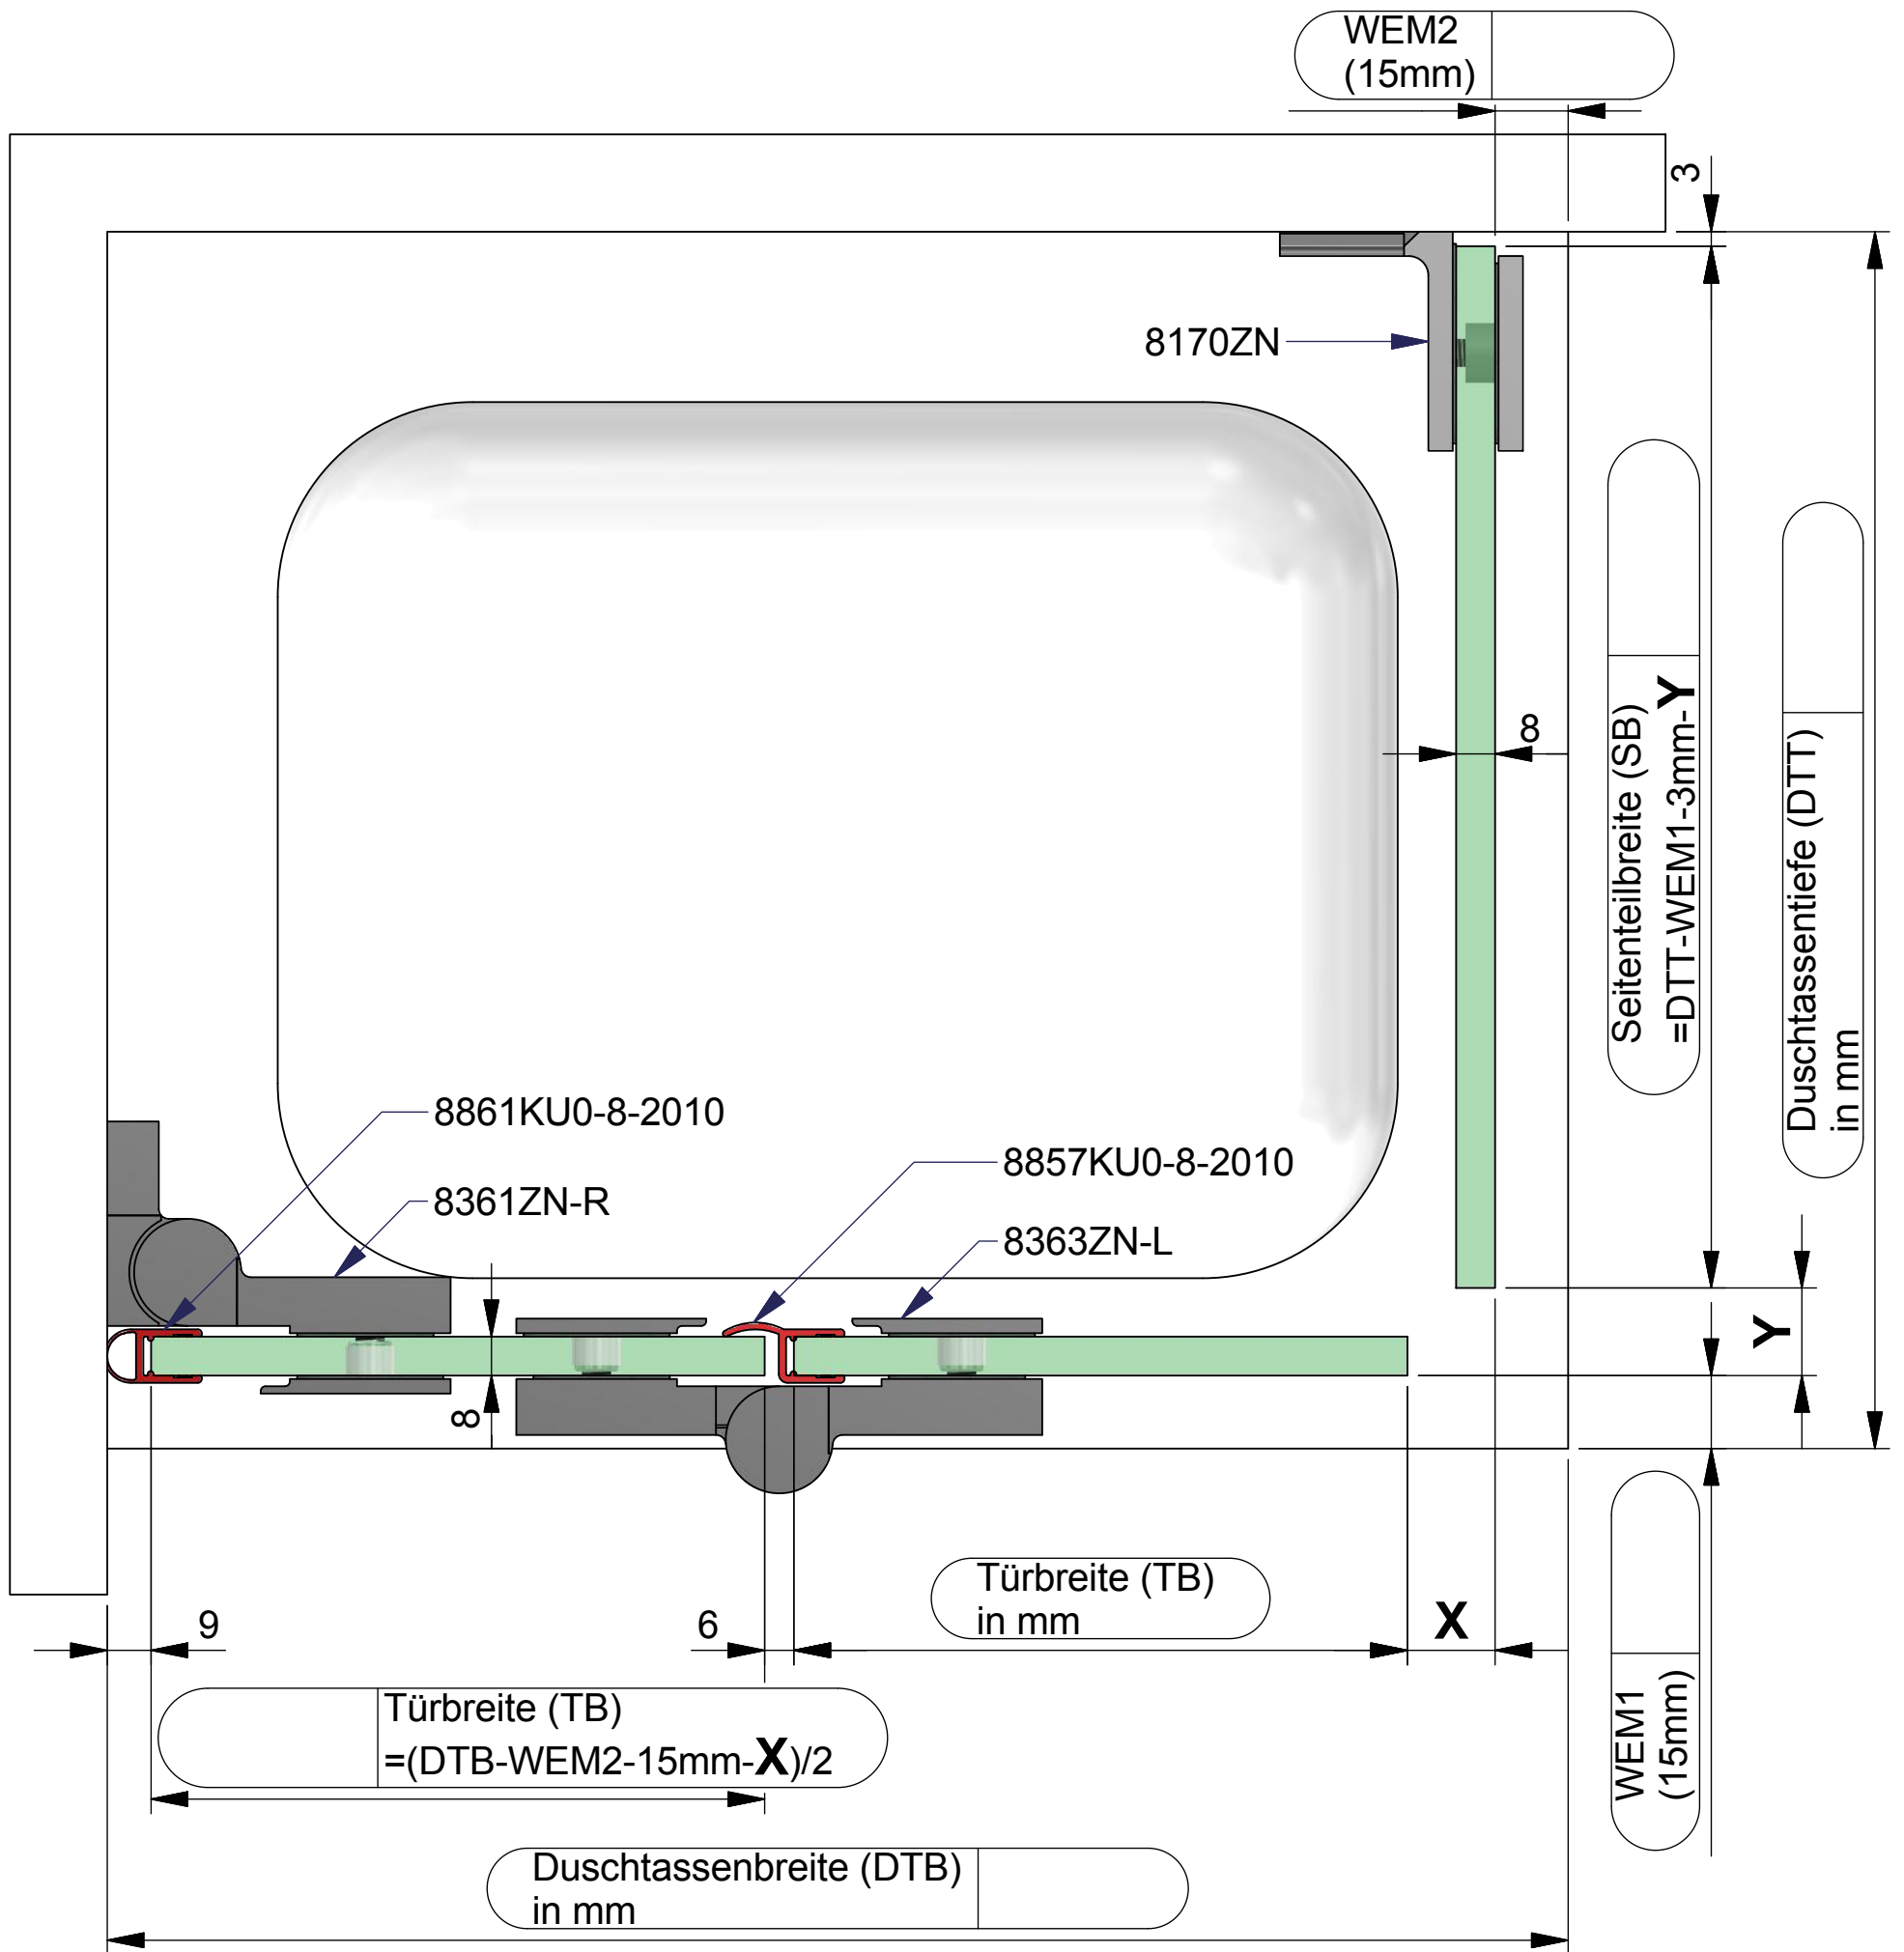 WEM2
(15mm)
3
8170ZN
8
Seitenteilbreite (SB)
=DTT-WEM1-3mm-Y
Duschtassentiefe (DTT)
in mm
8861KU0-8-2010
8857KU0-8-2010
8361ZN-R
8363ZN-L
Y
8
Türbreite (TB)
in mm
9
6
X
Türbreite (TB)
=(DTB-WEM2-15mm-X)/2
WEM1
(15mm)
Duschtassenbreite (DTB)
in mm